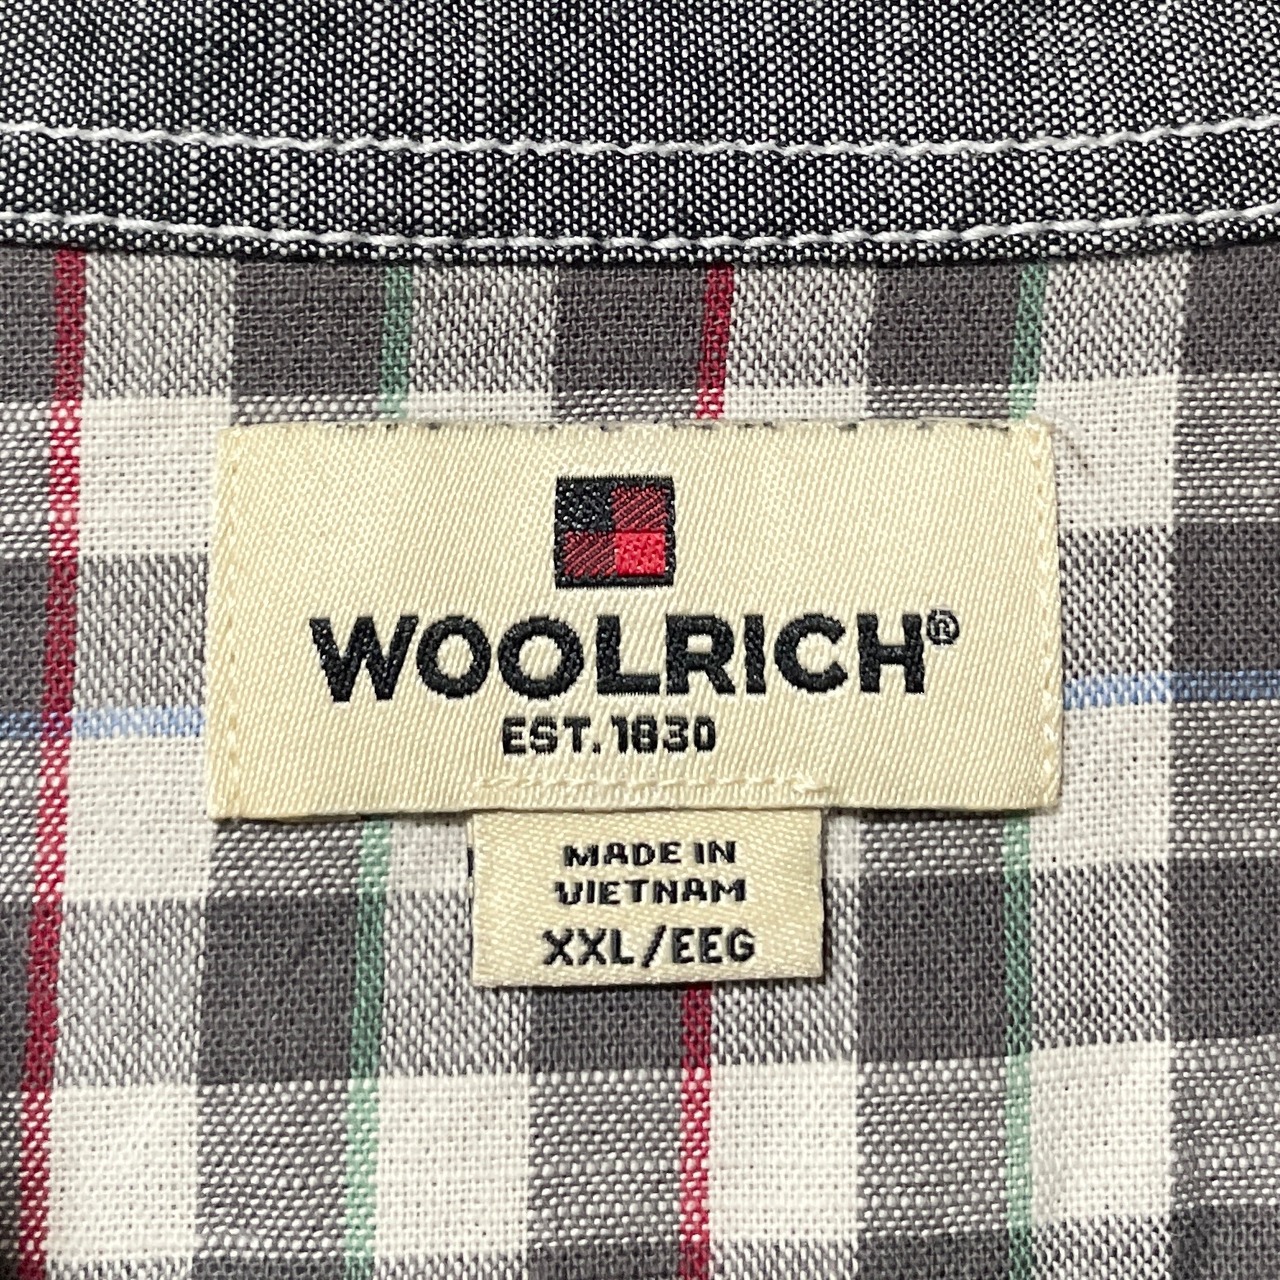 WOOLRICH®
EST. 1830
MADE IN
VIETNAM
XXL/EEG